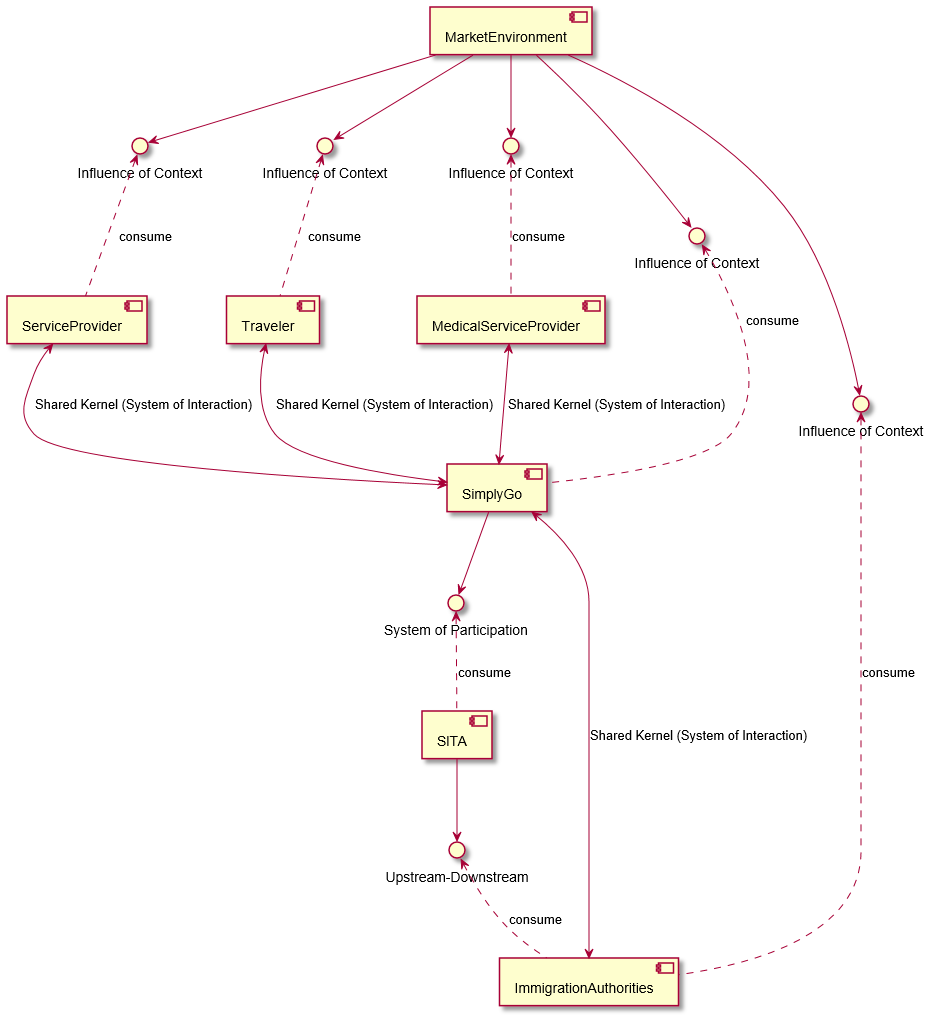 MarketEnvironment
Influence of Context
Influence of Context
Influence of Context
consume
consume
consume
Influence of Context
ServiceProvider
Traveler
MedicalServiceProvider
consume
Shared Kernel (System of Interaction)
Shared Kernel (System of Interaction)
Shared Kernel (System of Interaction)
Influence of Context
SimplyGo
System of Participation
consume
consume
SITA
Shared Kernel (System of Interaction)
Upstream-Downstream
consume
ImmigrationAuthorities